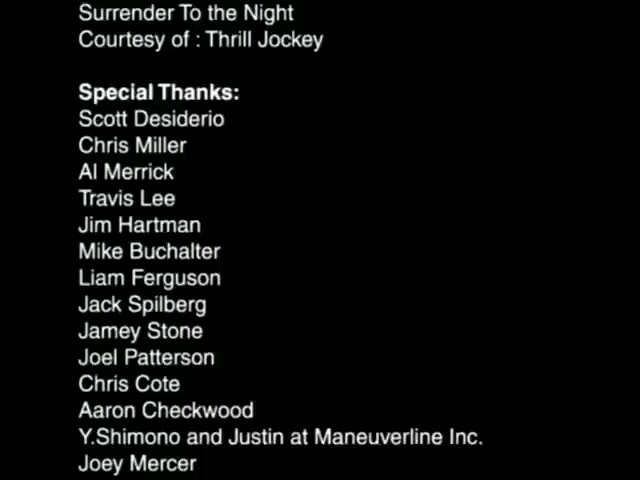 Surrender To the Night
Courtesy of : Thrill Jockey
Special Thanks:
Scott Desiderio
Chris Miller
Al Merrick
Travis Lee
Jim Hartman
Mike Buchalter
Liam Ferguson
Jack Spilberg
Jamey Stone
Joel Patterson
Chris Cote
Aaron Checkwood
Y.Shimono and Justin at Maneuverline Inc.
Joey Mercer